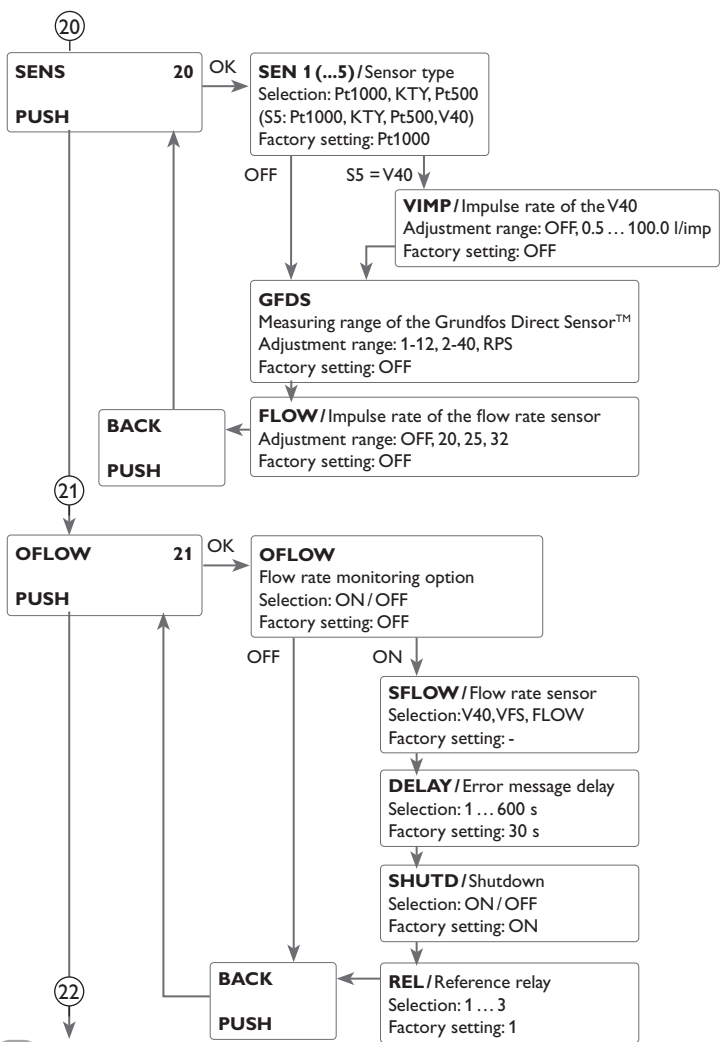 20
SENS 20
PUSH
OK
SEN 1 (...5) / Sensor type
Selection: Pt1000, KTY, Pt500
(S5: Pt1000, KTY, Pt500, V40)
Factory setting: Pt1000
OFF
S5 = V40
VIMP / Impulse rate of the V40
Adjustment range: OFF, 0.5 ... 100.0 l/imp
Factory setting: OFF
GFDS
Measuring range of the Grundfos Direct Sensor™
Adjustment range: 1-12, 2-40, RPS
Factory setting: OFF
FLOW / Impulse rate of the flow rate sensor
Adjustment range: OFF, 20, 25, 32
Factory setting: OFF
BACK
PUSH
21
OFLOW 21
PUSH
OK
OFLOW
Flow rate monitoring option
Selection: ON / OFF
Factory setting: OFF
OFF
ON
SFLOW / Flow rate sensor
Selection: V40, VFS, FLOW
Factory setting: -
DELAY / Error message delay
Selection: 1 ... 600 s
Factory setting: 30 s
SHUTD / Shutdown
Selection: ON / OFF
Factory setting: ON
REL / Reference relay
Selection: 1 ... 3
Factory setting: 1
BACK
PUSH
22